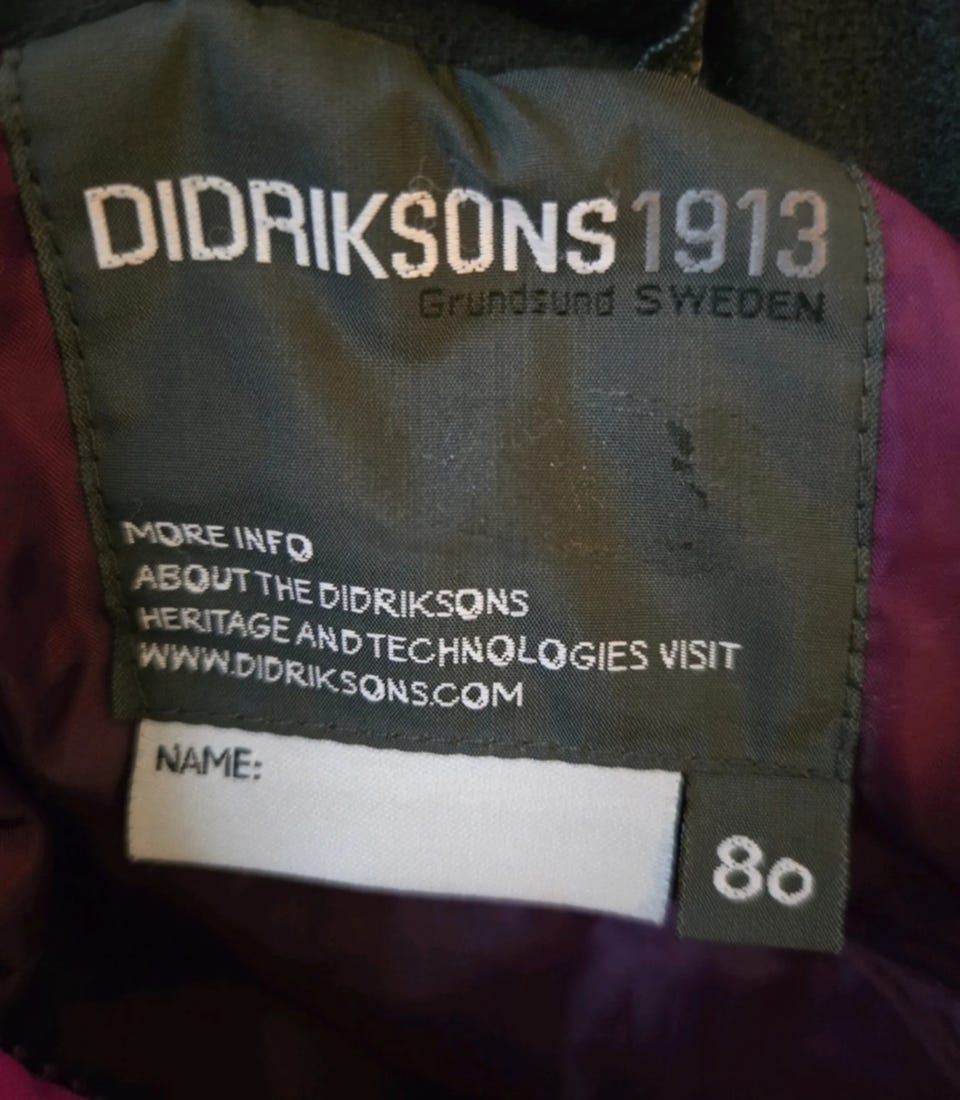 DIDRIKSONS1913
Grundsund SWEDEN
MORE INFO
ABOUT THE DIDRIKSONS
HERITAGE AND TECHNOLOGIES VISIT
WWW.DIDRIKSONS.COM
NAME:
80